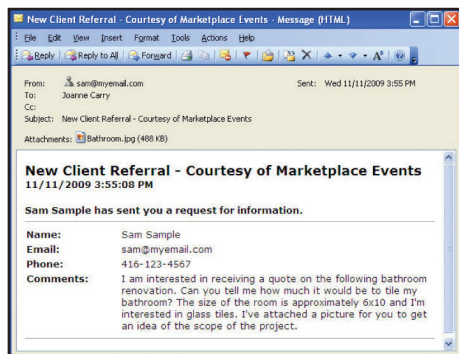 New Client Referral - Courtesy of Marketplace Events - Message (HTML)
File Edit View Insert Format Tools Actions Help
Reply Reply to All Forward
From: sam@myemail.com Sent: Wed 11/11/2009 3:55 PM
To: Joanne Carry
Cc:
Subject: New Client Referral - Courtesy of Marketplace Events
Attachments: Bathroom.jpg (488 KB)
New Client Referral - Courtesy of Marketplace Events
11/11/2009 3:55:08 PM
Sam Sample has sent you a request for information.
Name: Sam Sample
Email: sam@myemail.com
Phone: 416-123-4567
Comments: I am interested in receiving a quote on the following bathroom
renovation. Can you tell me how much it would be to tile my
bathroom? The size of the room is approximately 6x10 and I'm
interested in glass tiles. I've attached a picture for you to get
an idea of the scope of the project.